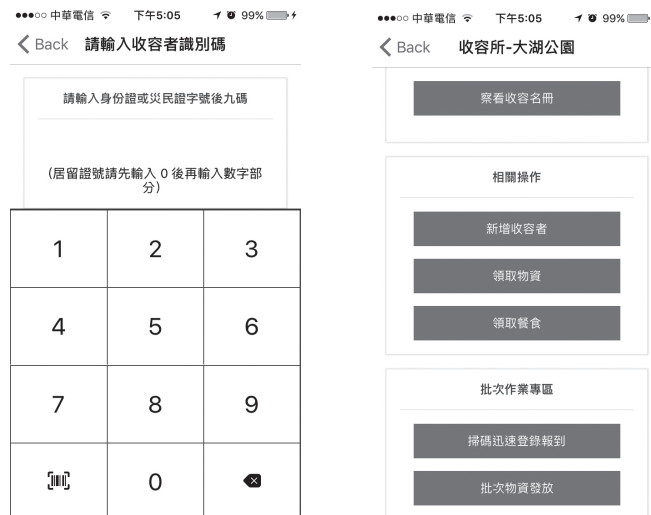 中華電信 下午5:05 99%
Back 請輸入收容者識別碼
請輸入身份證或災民證字號後九碼
(居留證號請先輸入 0 後再輸入數字部
分)
1 2 3
4 5 6
7 8 9
0
中華電信 下午5:05 99%
Back 收容所-大湖公園
察看收容名冊
相關操作
新增收容者
領取物資
領取餐食
批次作業專區
掃碼迅速登錄報到
批次物資發放